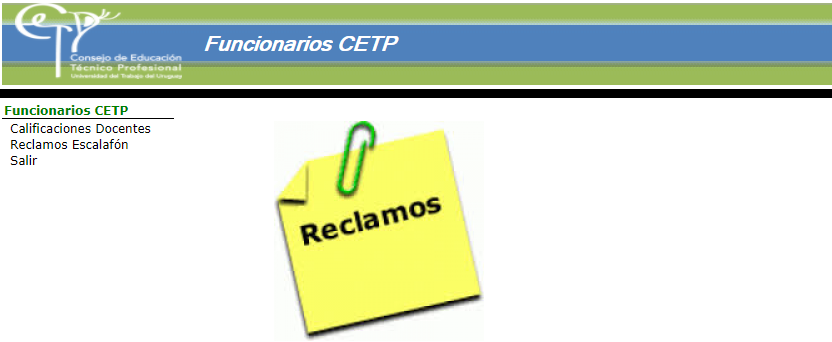 CETP
Consejo de Educación
Técnico Profesional
Universidad del Trabajo del Uruguay
Funcionarios CETP
Funcionarios CETP
Calificaciones Docentes
Reclamos Escalafón
Salir
Reclamos